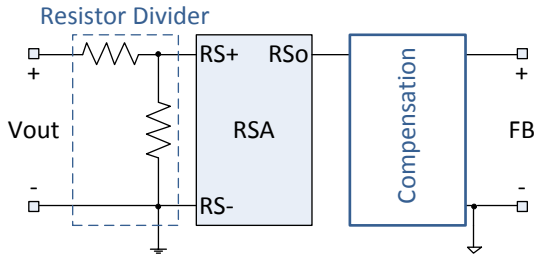 Resistor Divider
RS+ RSo
+ +
Vout RSA Compensation FB
- -
RS-